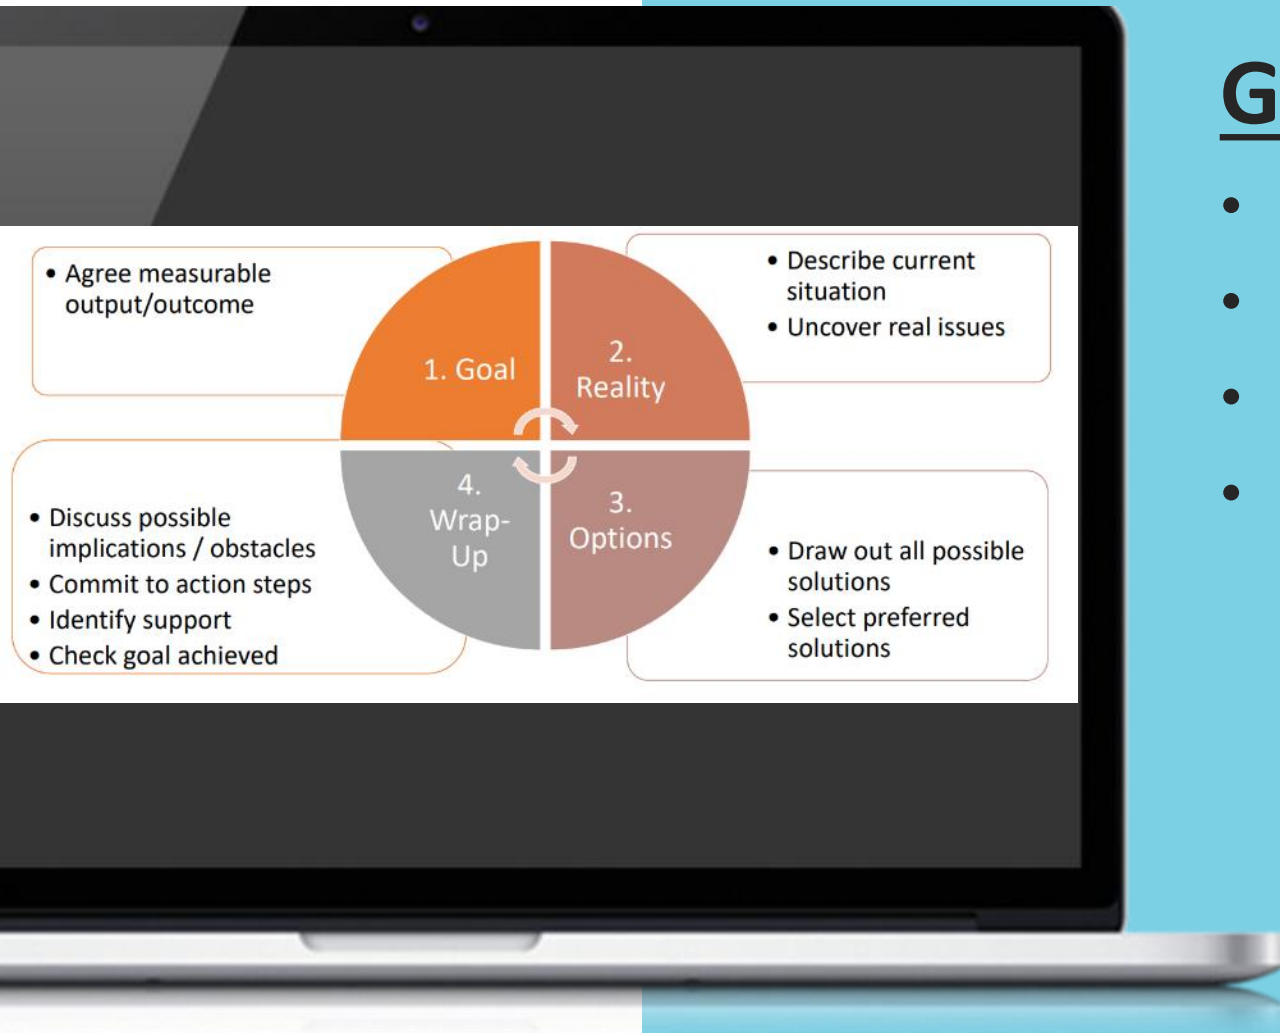 • Agree measurable
output/outcome
1. Goal
2.
Reality
• Describe current
situation
• Uncover real issues
• Discuss possible
implications / obstacles
• Commit to action steps
• Identify support
• Check goal achieved
4.
Wrap-
Up
3.
Options
• Draw out all possible
solutions
• Select preferred
solutions
G
•
•
•
•